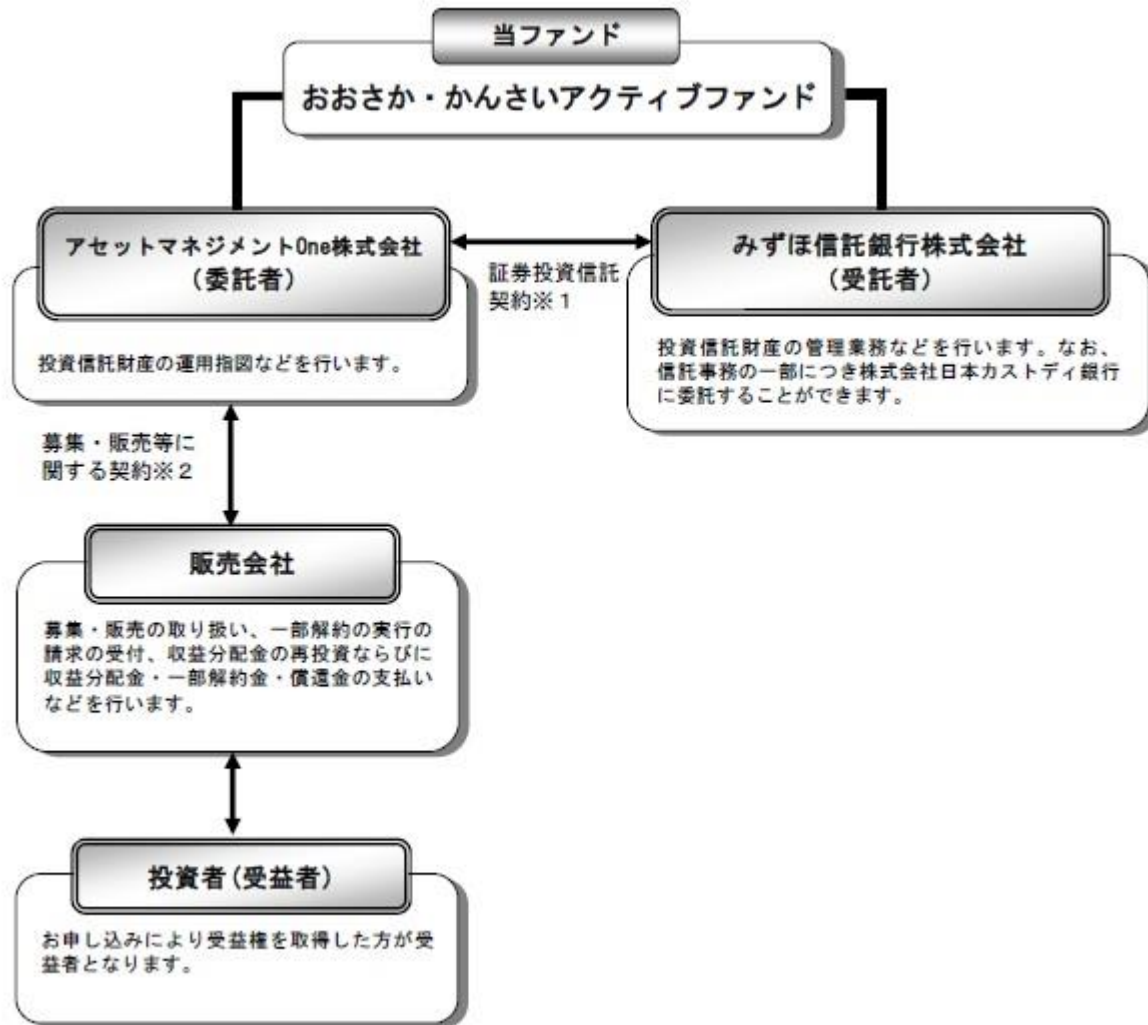 当ファンド
おおさか・かんさいアクティブファンド
アセットマネジメントOne株式会社
(委託者)
投資信託財産の運用指図などを行います。
証券投資信託
契約※1
みずほ信託銀行株式会社
(受託者)
投資信託財産の管理業務などを行います。なお、
信託事務の一部につき株式会社日本カストディ銀行
に委託することができます。
募集・販売等に
関する契約※2
販売会社
募集・販売の取り扱い、一部解約の実行の
請求の受付、収益分配金の再投資ならびに
収益分配金・一部解約金・償還金の支払い
などを行います。
投資者(受益者)
お申し込みにより受益権を取得した方が受
益者となります。